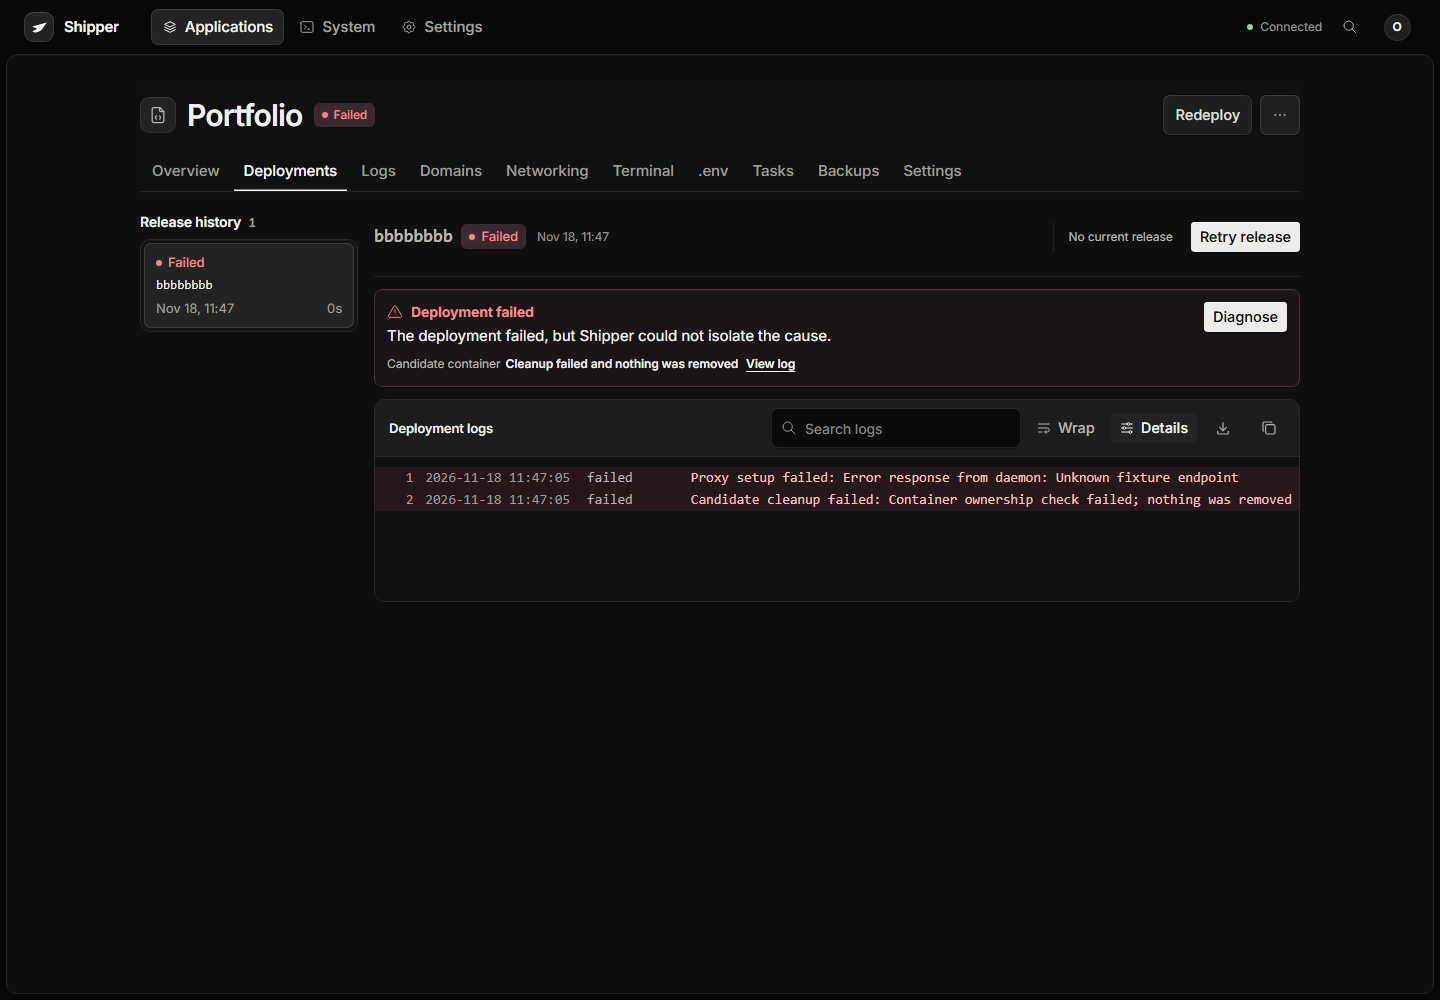 Shipper
Applications
System
Settings
Connected
O
Portfolio
Failed
Redeploy
Overview
Deployments
Logs
Domains
Networking
Terminal
.env
Tasks
Backups
Settings
Release history 1
Failed
bbbbbbbb
Nov 18, 11:47 0s
bbbbbbbb Failed Nov 18, 11:47
No current release
Retry release
Deployment failed
The deployment failed, but Shipper could not isolate the cause.
Candidate container Cleanup failed and nothing was removed View log
Diagnose
Deployment logs
Search logs
Wrap
Details
1 2026-11-18 11:47:05 failed Proxy setup failed: Error response from daemon: Unknown fixture endpoint
2 2026-11-18 11:47:05 failed Candidate cleanup failed: Container ownership check failed; nothing was removed